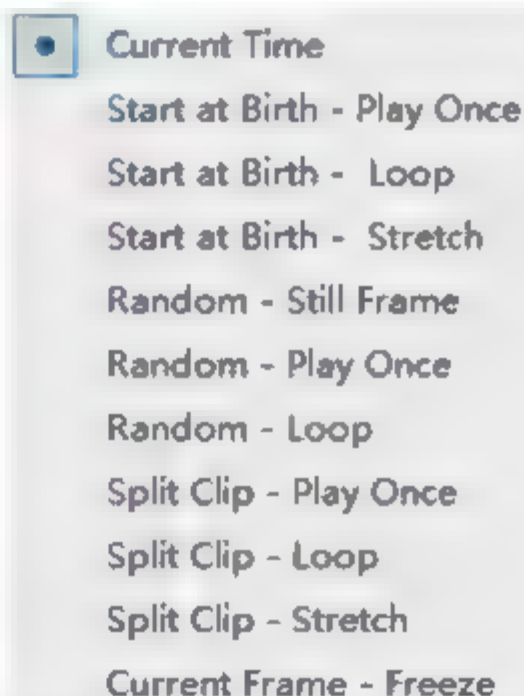 Current Time
Start at Birth - Play Once
Start at Birth -  Loop
Start at Birth -  Stretch
Random - Still Frame
Random - Play Once
Random - Loop
Split Clip - Play Once
Split Clip - Loop
Split Clip - Stretch
Current Frame - Freeze